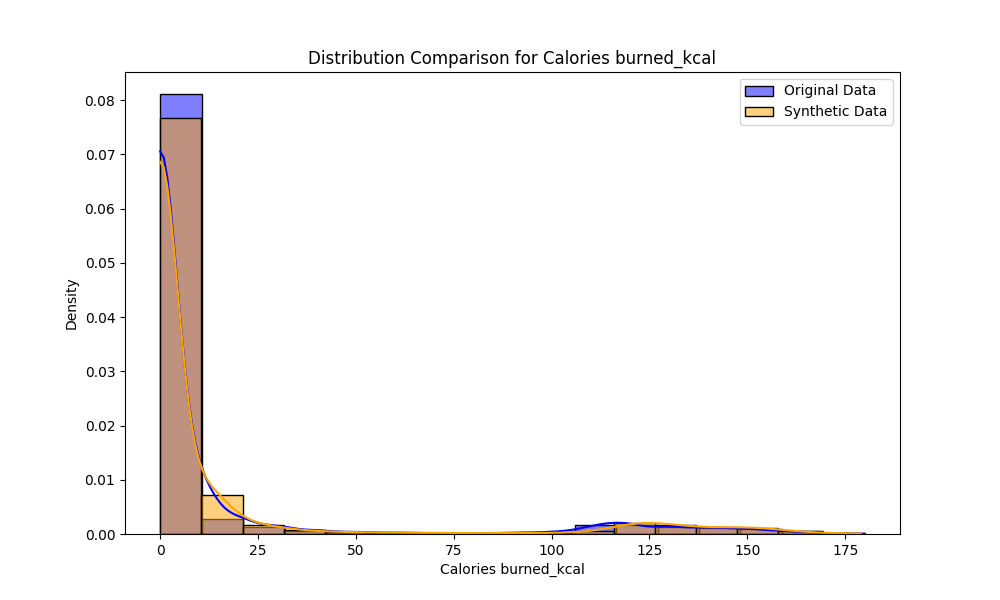 Distribution Comparison for Calories burned_kcal
Original Data
Synthetic Data
Density
0.08
0.07
0.06
0.05
0.04
0.03
0.02
0.01
0.00
0 25 50 75 100 125 150 175
Calories burned_kcal